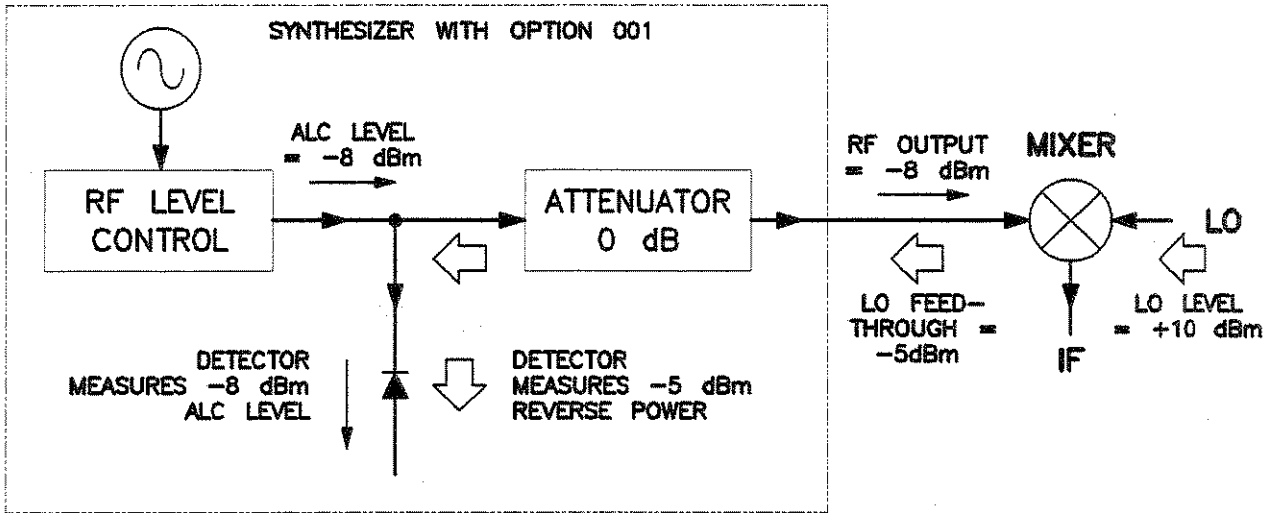 SYNTHESIZER WITH OPTION 001
ALC LEVEL
= -8 dBm
RF LEVEL
CONTROL
ATTENUATOR
0 dB
RF OUTPUT
= -8 dBm
MIXER
LO
LO FEED-
THROUGH =
-5dBm
LO LEVEL
= +10 dBm
IF
DETECTOR
MEASURES -8 dBm
ALC LEVEL
DETECTOR
MEASURES -5 dBm
REVERSE POWER